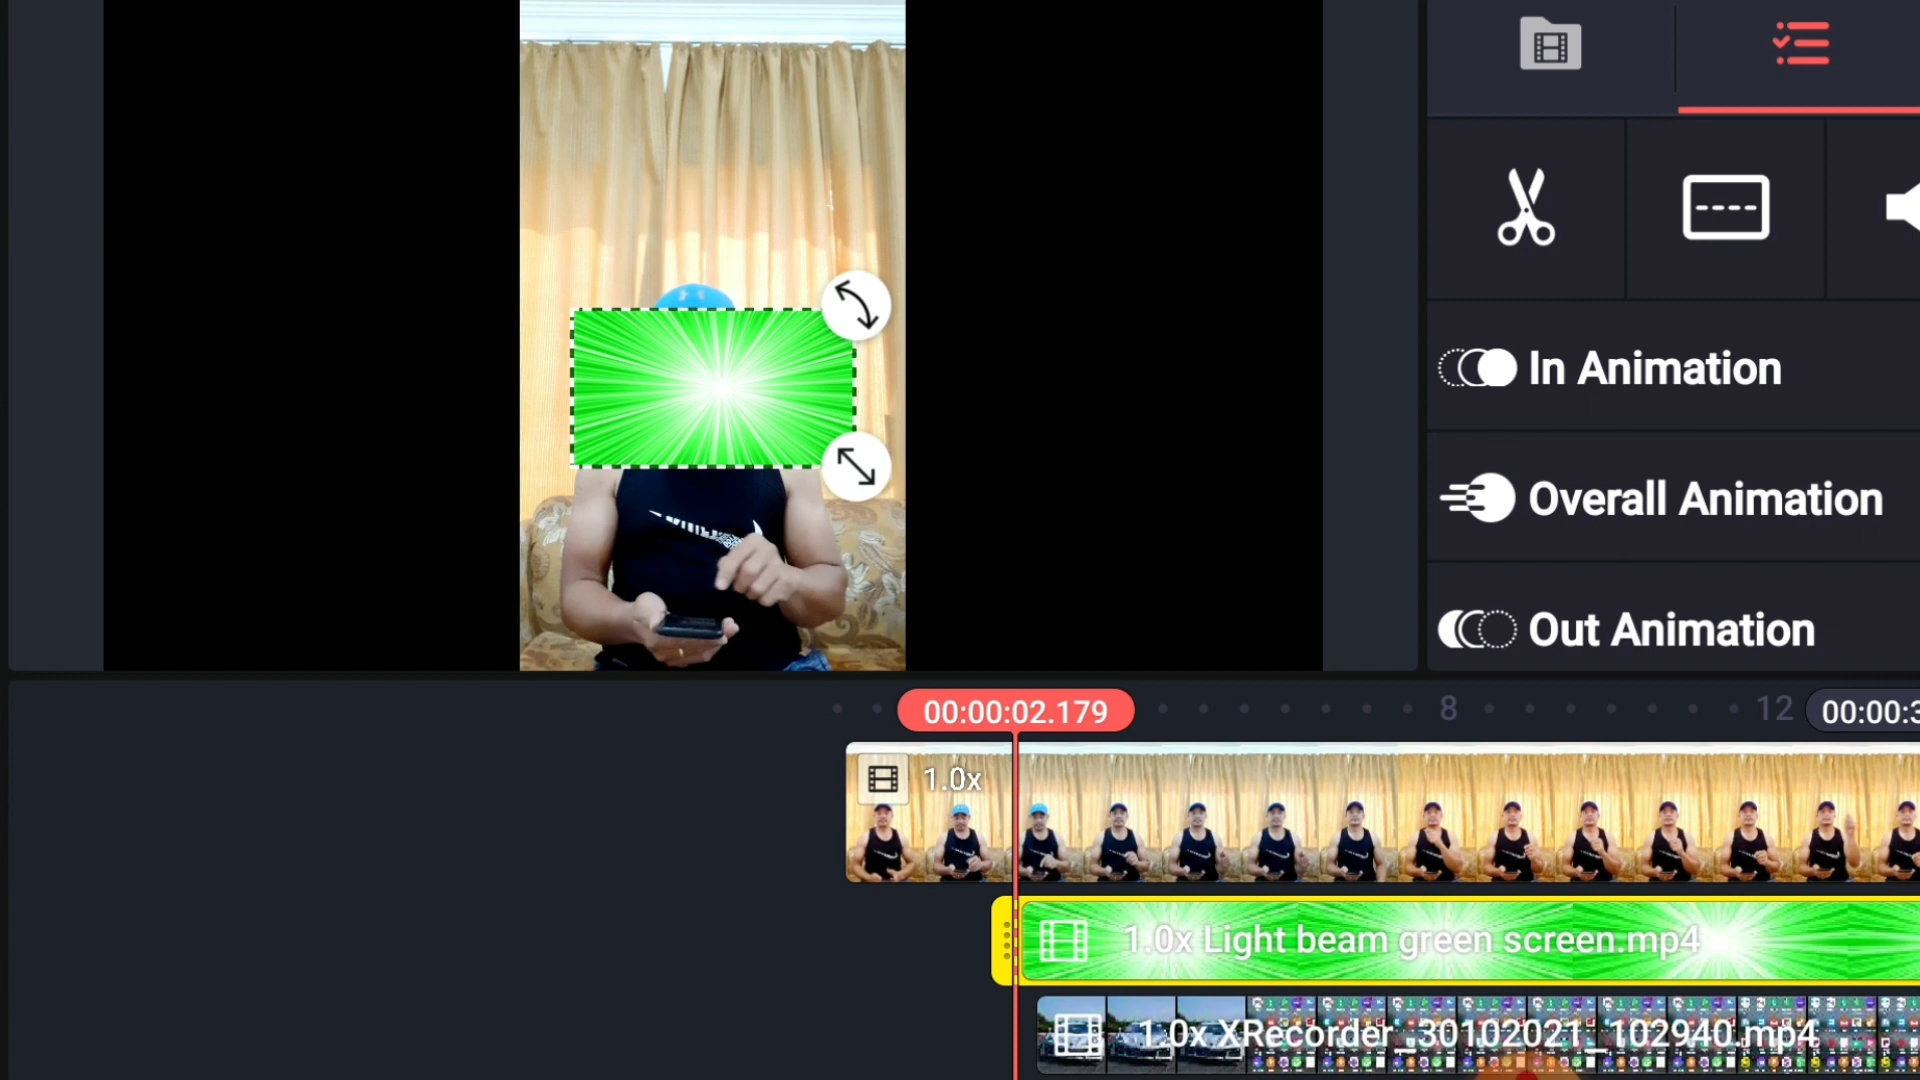 In Animation
Overall Animation
Out Animation
00:00:02.179
8
12
00:00:3
1.0x
1.0x Light beam green screen.mp4
1.0x XRecorder_30102021_102940.mp4